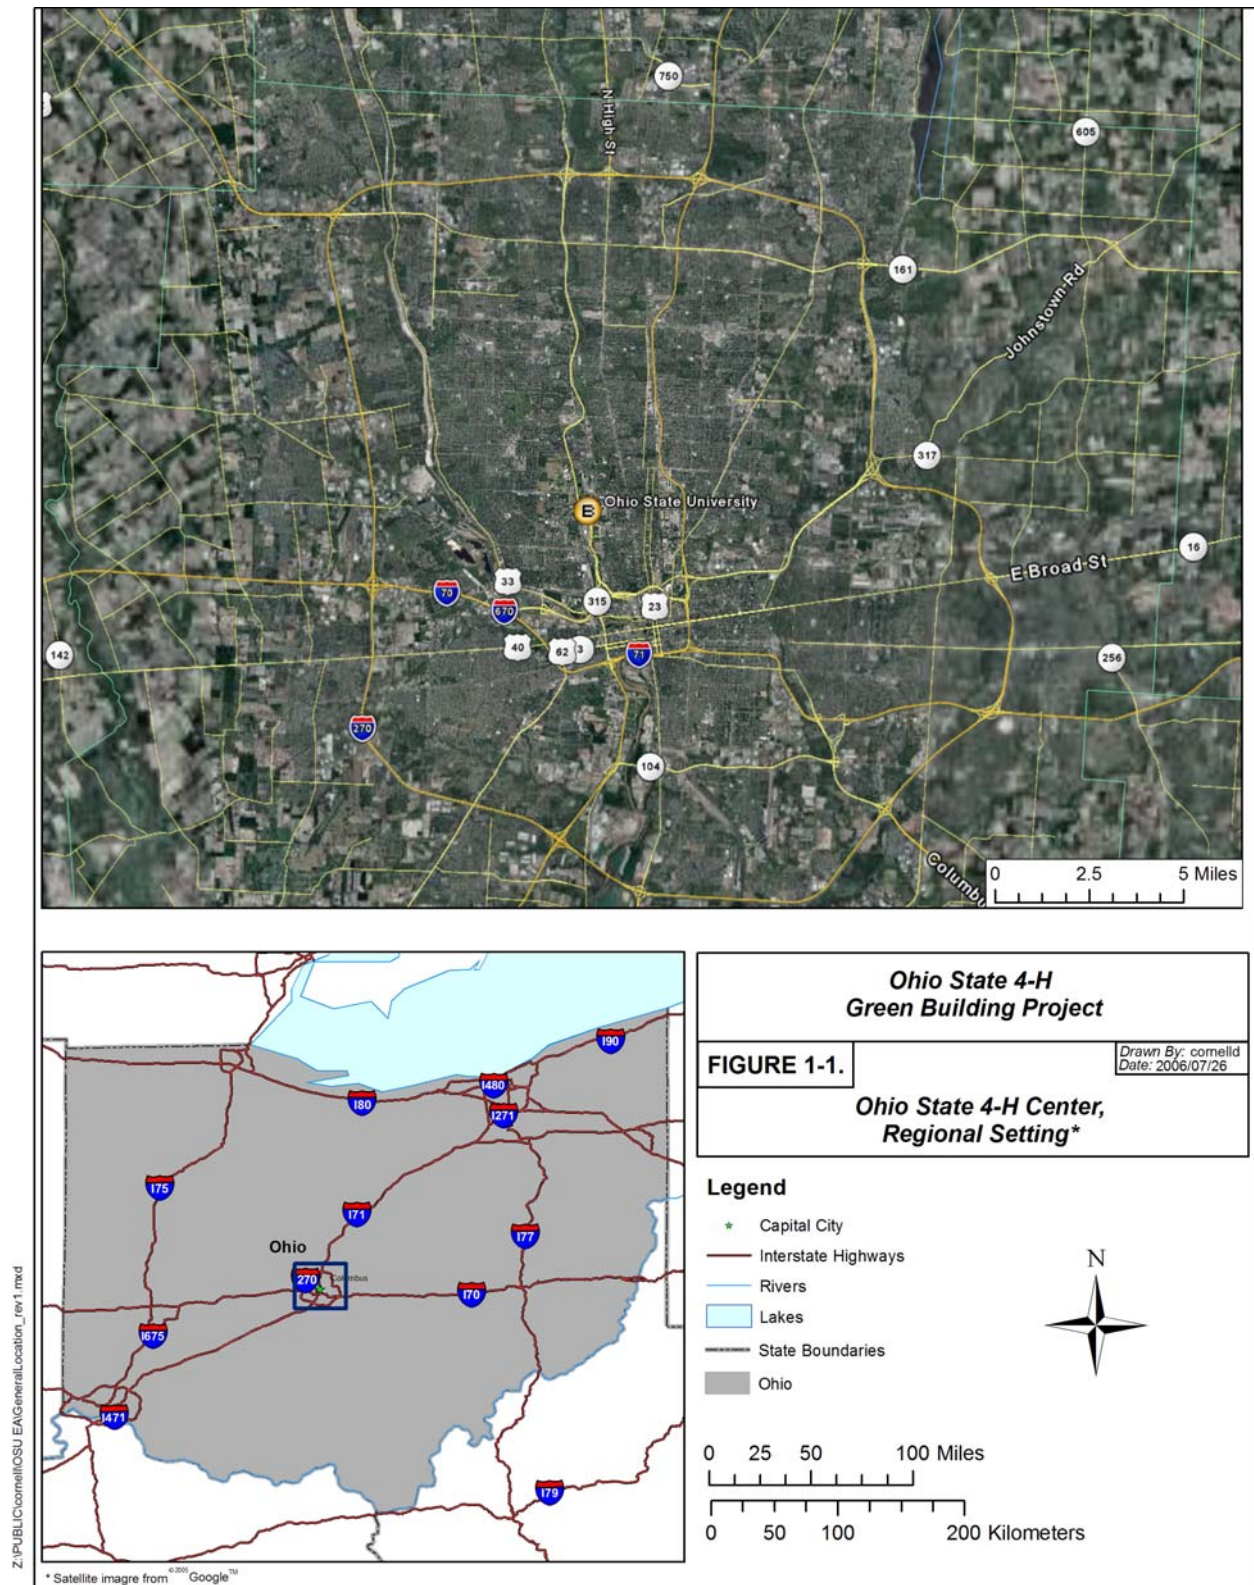 750
N High St
605
161
Johnstown Rd
317
B
Ohio State University
16
E Broad St
33
70
670
315
23
40
62
3
71
142
256
270
104
Columbu
0 2.5 5 Miles
Ohio State 4-H
Green Building Project
FIGURE 1-1.
Drawn By: cornelld
Date: 2006/07/26
Ohio State 4-H Center,
Regional Setting*
I90
I480
I80
I271
I75
I71
I77
Ohio
270
Columbus
I70
I675
I471
I79
Legend
Capital City
Interstate Highways
Rivers
Lakes
State Boundaries
Ohio
N
0 25 50 100 Miles
0 50 100 200 Kilometers
Z:\PUBLIC\cornell\OSU EA\GeneralLocation_rev1.mxd
* Satellite imagre from ©2005 Google™